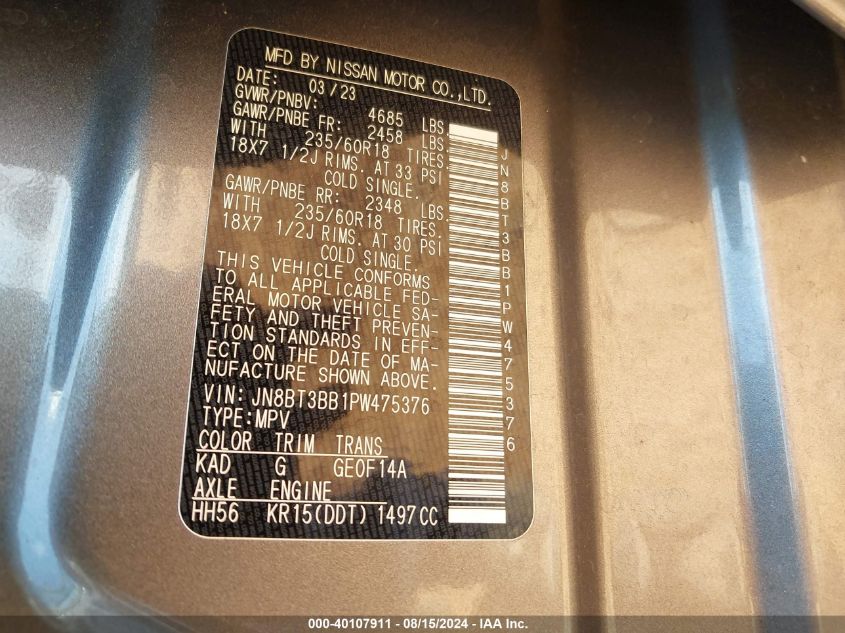 MFD BY NISSAN MOTOR CO.,LTD.
DATE: 03/23
GVWR/PNBV: 4685 LBS.
GAWR/PNBE FR: 2458 LBS.
WITH 235/60R18 TIRES.
18X7 1/2J RIMS. AT 33 PSI
COLD SINGLE.
GAWR/PNBE RR: 2348 LBS.
WITH 235/60R18 TIRES.
18X7 1/2J RIMS. AT 30 PSI
COLD SINGLE.
THIS VEHICLE CONFORMS
TO ALL APPLICABLE FED-
ERAL MOTOR VEHICLE SA-
FETY AND THEFT PREVEN-
TION STANDARDS IN EFF-
ECT ON THE DATE OF MA-
NUFACTURE SHOWN ABOVE.
VIN: JN8BT3BB1PW475376
TYPE:MPV
COLOR TRIM TRANS
KAD G GE0F14A
AXLE ENGINE
HH56 KR15(DDT) 1497CC
JN8BT3BB1PW475376
000-40107911 - 08/15/2024 - IAA Inc.